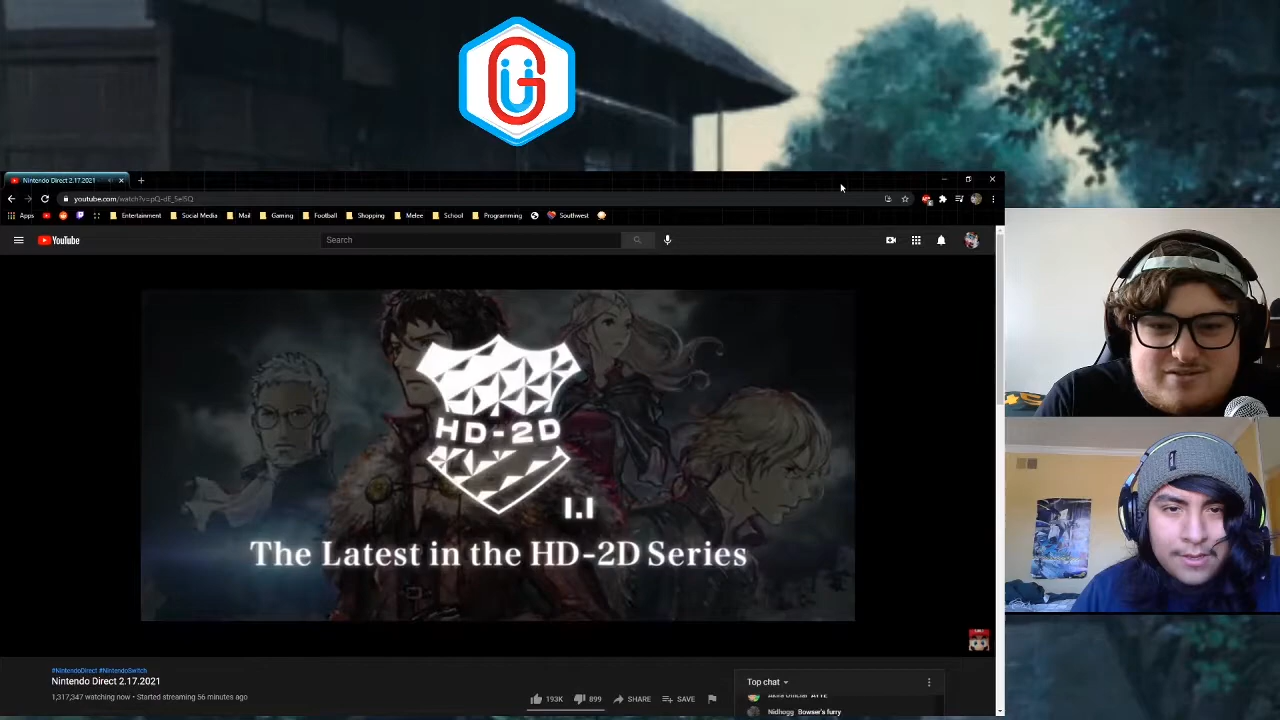 GU
Nintendo Direct 2.17.2021
youtube.com/watch?v=pQ-dE_5eI5Q
Apps Entertainment Social Media Mail Gaming Football Shopping Melee School Programming Southwest
YouTube
Search
HD-2D
1.1
The Latest in the HD-2D Series
#NintendoDirect #NintendoSwitch
Nintendo Direct 2.17.2021
1,317,347 watching now • Started streaming 56 minutes ago
193K 899 SHARE SAVE
Top chat
Nidhogg Bowser's furry